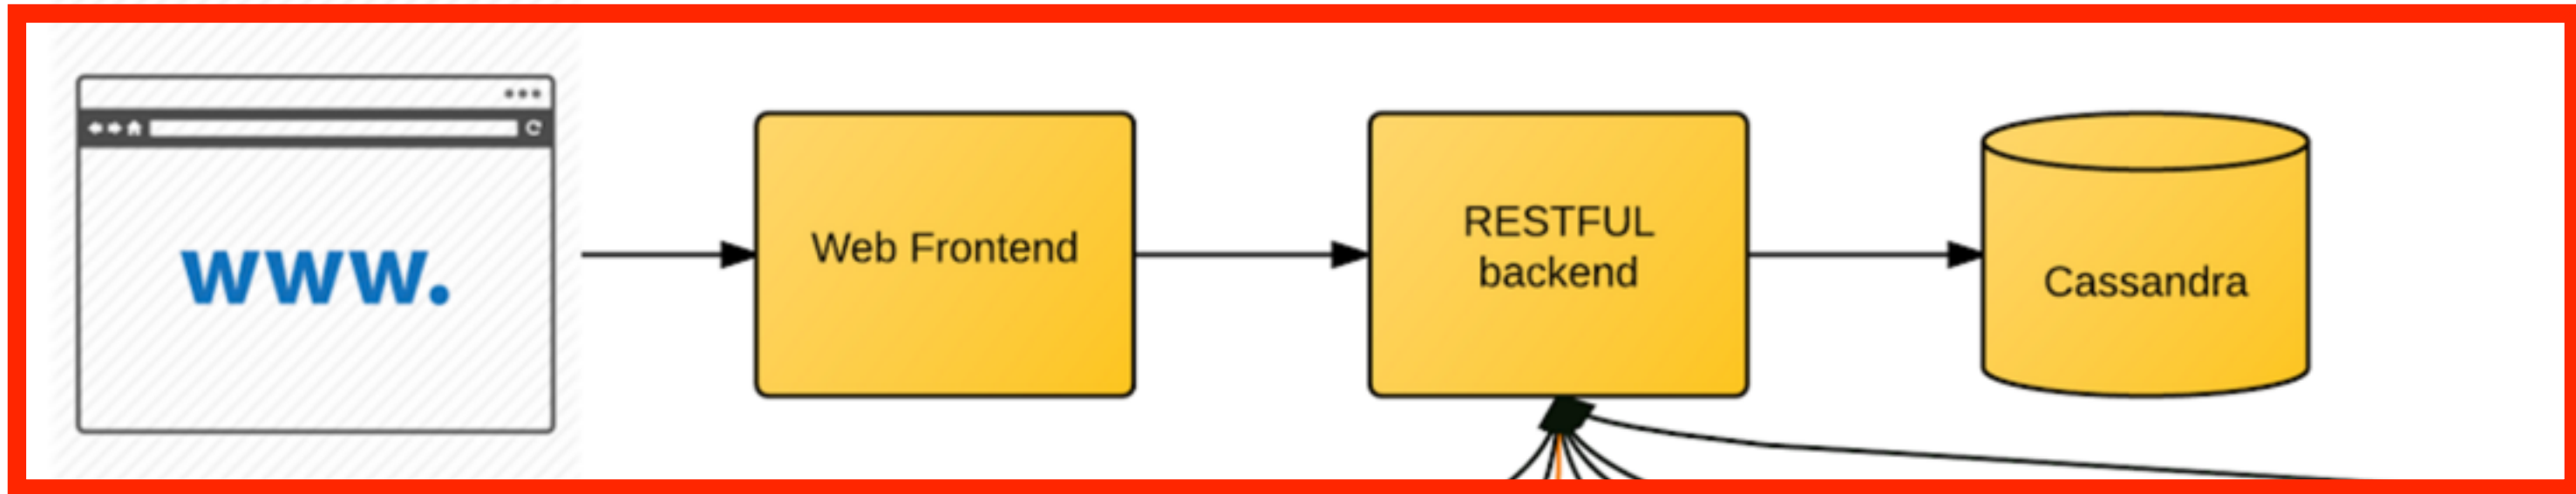 www.
Web Frontend
RESTFUL
backend
Cassandra